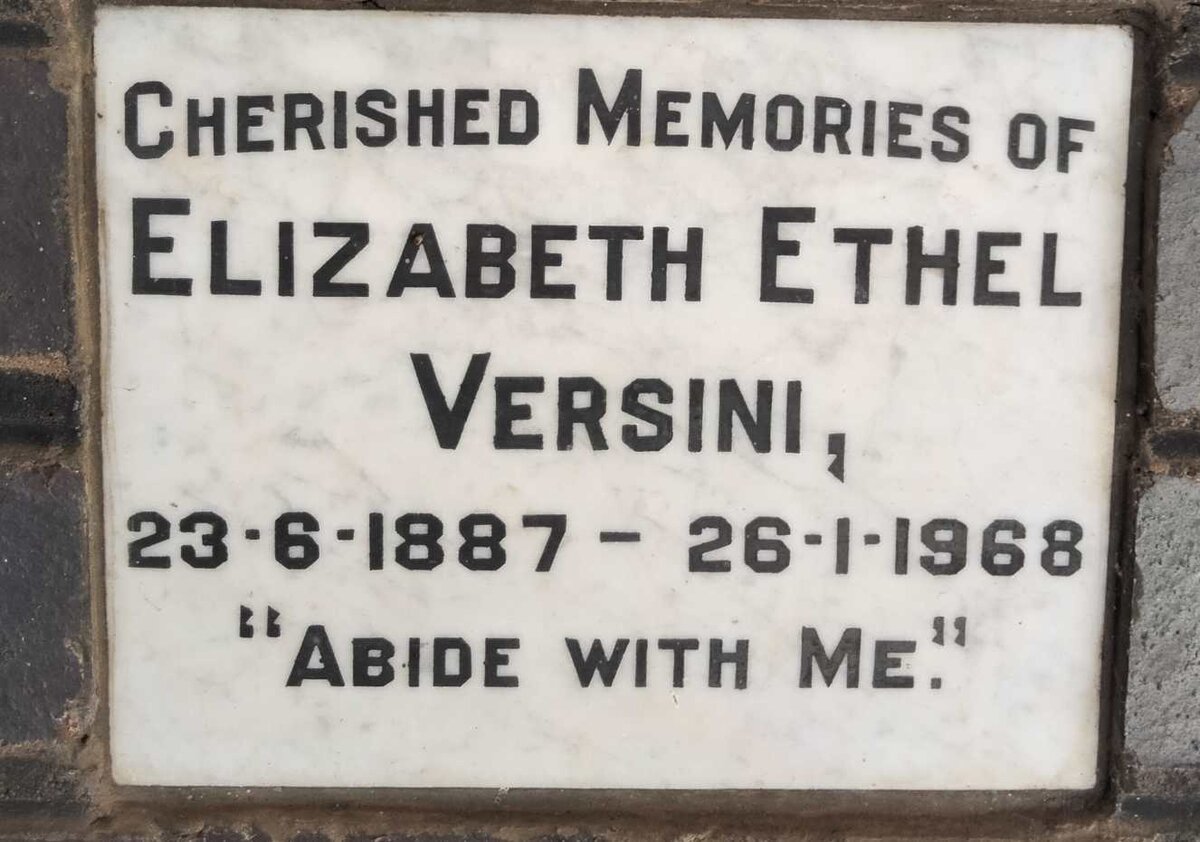 CHERISHED MEMORIES OF
ELIZABETH ETHEL
VERSINI,
23-6-1887 – 26-1-1968
"ABIDE WITH ME."